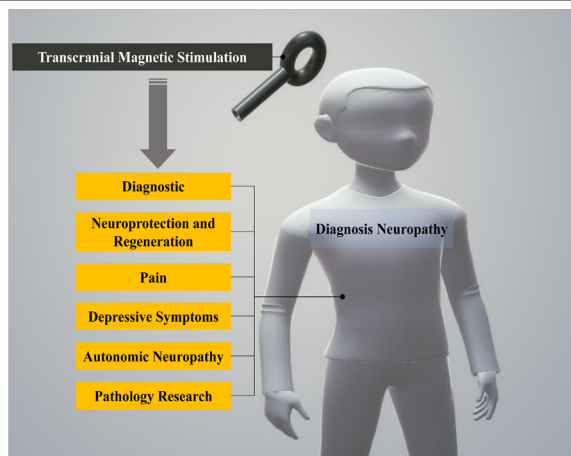 Transcranial Magnetic Stimulation
Diagnostic
Neuroprotection and
Regeneration
Pain
Depressive Symptoms
Autonomic Neuropathy
Pathology Research
Diagnosis Neuropathy